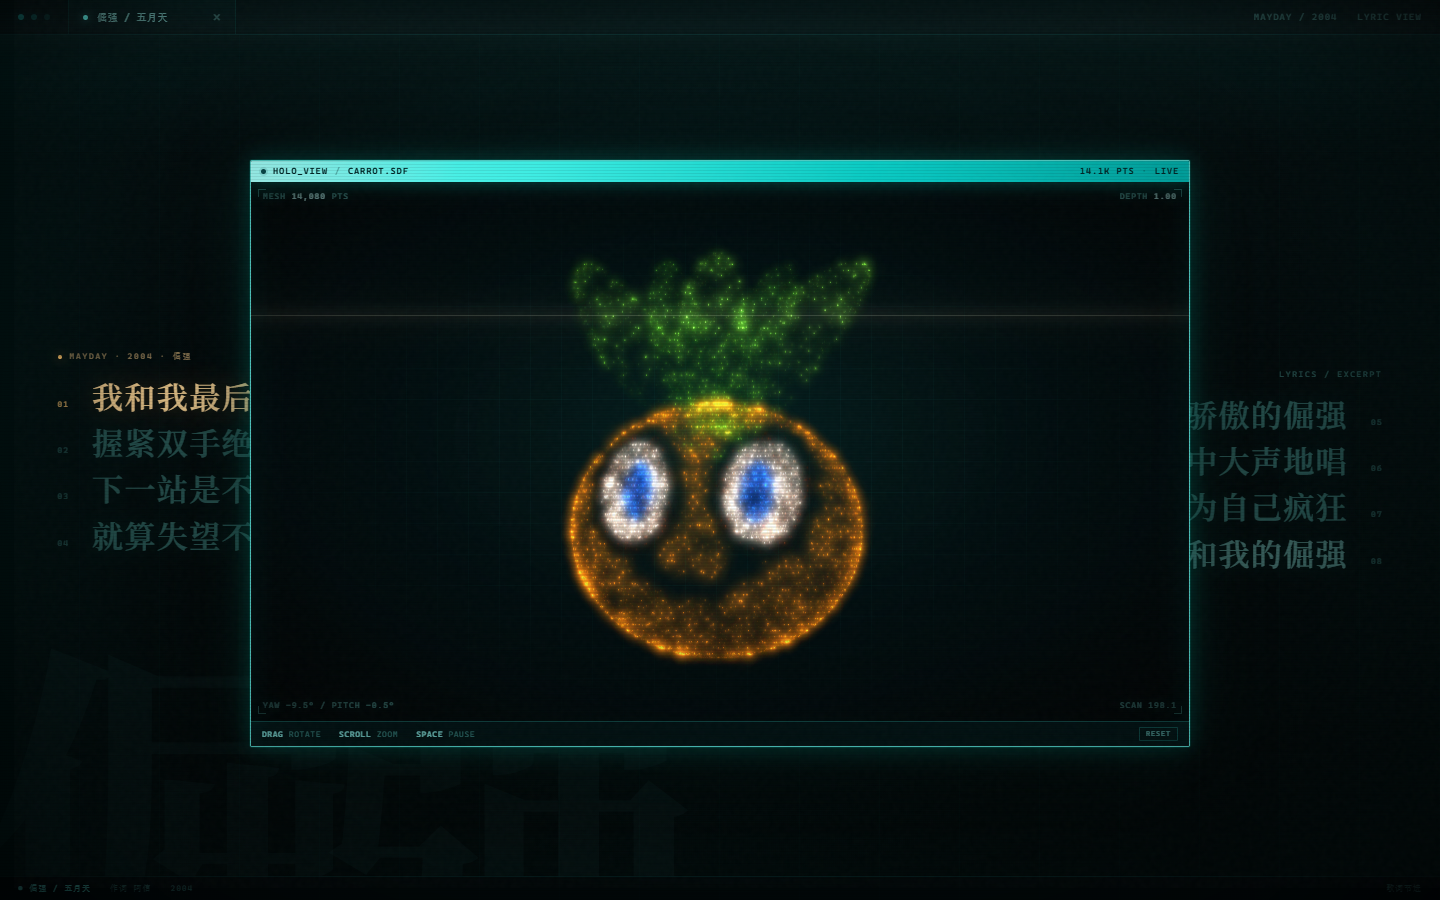 倔强 / 五月天 ×
MAYDAY / 2004 LYRIC VIEW
HOLO_VIEW / CARROT.SDF
14.1K PTS · LIVE
MESH 14,080 PTS
DEPTH 1.00
MAYDAY · 2004 · 倔强
01 我和我最后
02 握紧双手绝
03 下一站是不
04 就算失望不
LYRICS / EXCERPT
骄傲的倔强 05
中大声地唱 06
为自己疯狂 07
和我的倔强 08
YAW −9.5° / PITCH −0.5°
SCAN 198.1
DRAG ROTATE SCROLL ZOOM SPACE PAUSE
RESET
倔强
倔强 / 五月天
2004